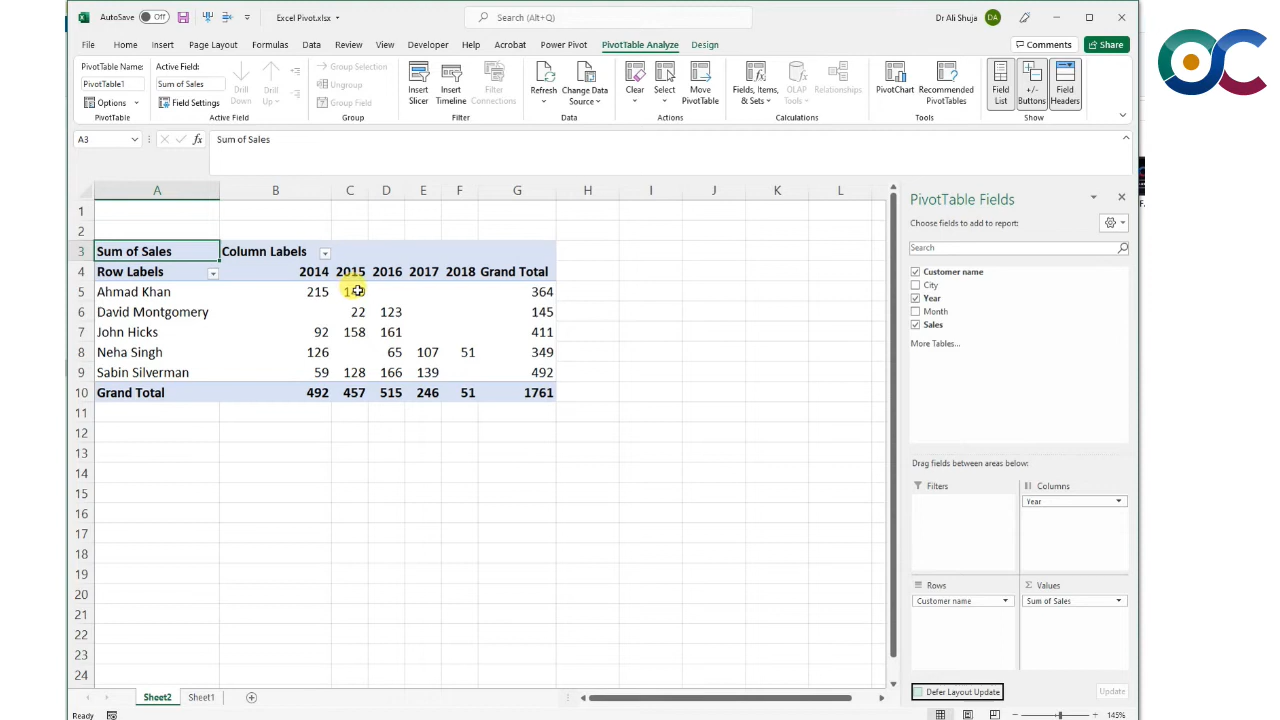 AutoSave Off Excel Pivot.xlsx Search (Alt+Q) Dr Ali Shuja DA
File Home Insert Page Layout Formulas Data Review View Developer Help Acrobat Power Pivot PivotTable Analyze Design Comments Share
PivotTable Name:
PivotTable1
Options
PivotTable
Active Field:
Sum of Sales
Field Settings
Drill Down
Drill Up
Active Field
Group Selection
Ungroup
Group Field
Group
Insert Slicer
Insert Timeline
Filter Connections
Filter
Refresh
Change Data Source
Data
Clear
Select
Move PivotTable
Actions
Fields, Items, & Sets
OLAP Tools
Relationships
Calculations
PivotChart
Recommended PivotTables
Tools
Field List
+/- Buttons
Field Headers
Show
A3 fx Sum of Sales
A B C D E F G H I J K L
1
2
3 Sum of Sales Column Labels
4 Row Labels 2014 2015 2016 2017 2018 Grand Total
5 Ahmad Khan 215 364
6 David Montgomery 22 123 145
7 John Hicks 92 158 161 411
8 Neha Singh 126 65 107 51 349
9 Sabin Silverman 59 128 166 139 492
10 Grand Total 492 457 515 246 51 1761
11
12
13
14
15
16
17
18
19
20
21
22
23
24
PivotTable Fields
Choose fields to add to report:
Search
Customer name
City
Year
Month
Sales
More Tables...
Drag fields between areas below:
Filters
Columns
Year
Rows
Customer name
Σ Values
Sum of Sales
Defer Layout Update Update
Sheet2 Sheet1
Ready 145%